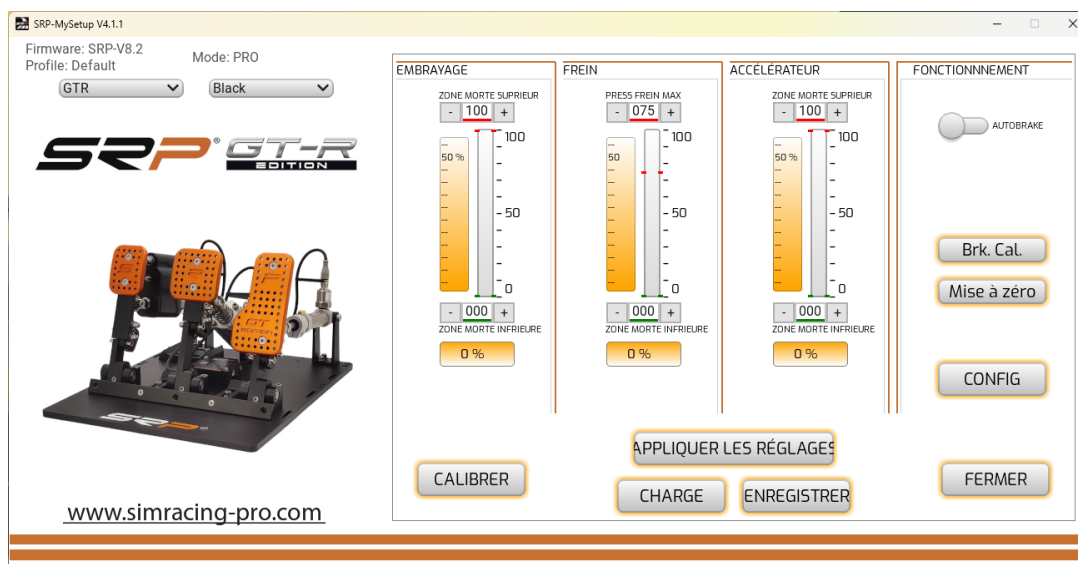 SRP-MySetup V4.1.1
Firmware: SRP-V8.2
Profile: Default
Mode: PRO
GTR
Black
SRP® GT-R
EDITION
www.simracing-pro.com
EMBRAYAGE
ZONE MORTE SUPRIEUR
- 100 +
100
50 %
50
0
- 000 +
ZONE MORTE INFRIEURE
0 %
FREIN
PRESS FREIN MAX
- 075 +
100
50
50
0
- 000 +
ZONE MORTE INFRIEURE
0 %
ACCÉLÉRATEUR
ZONE MORTE SUPRIEUR
- 100 +
100
50 %
50
0
- 000 +
ZONE MORTE INFRIEURE
0 %
FONCTIONNNEMENT
AUTOBRAKE
Brk. Cal.
Mise à zéro
CONFIG
APPLIQUER LES RÉGLAGES
CALIBRER
CHARGE
ENREGISTRER
FERMER
GT
EDITION
SRP